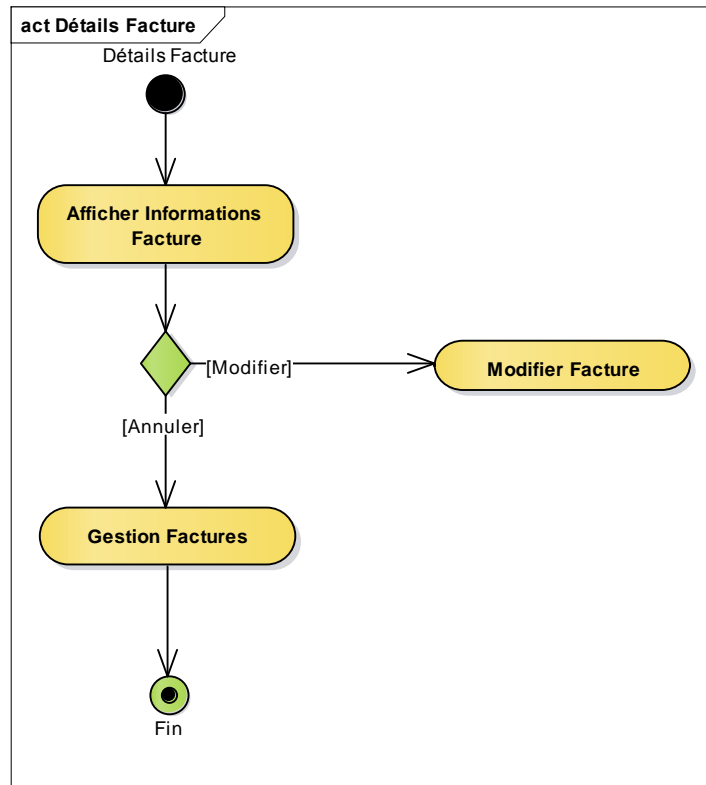 act Détails Facture
Détails Facture
Afficher Informations
Facture
[Modifier]
Modifier Facture
[Annuler]
Gestion Factures
Fin